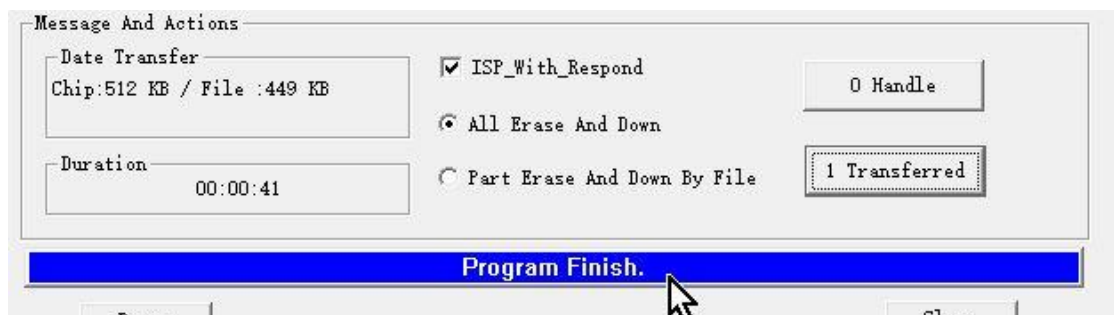 Message And Actions
Date Transfer
Chip:512 KB / File :449 KB
Duration
00:00:41
ISP_With_Respond
All Erase And Down
Part Erase And Down By File
0 Handle
1 Transferred
Program Finish.